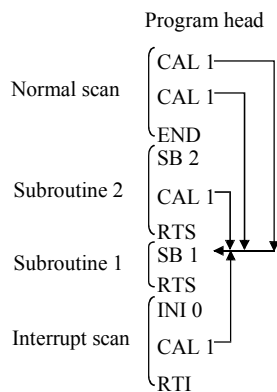 Program head
CAL 1
Normal scan
CAL 1
END
SB 2
Subroutine 2
CAL 1
RTS
SB 1
Subroutine 1
RTS
INI 0
Interrupt scan
CAL 1
RTI